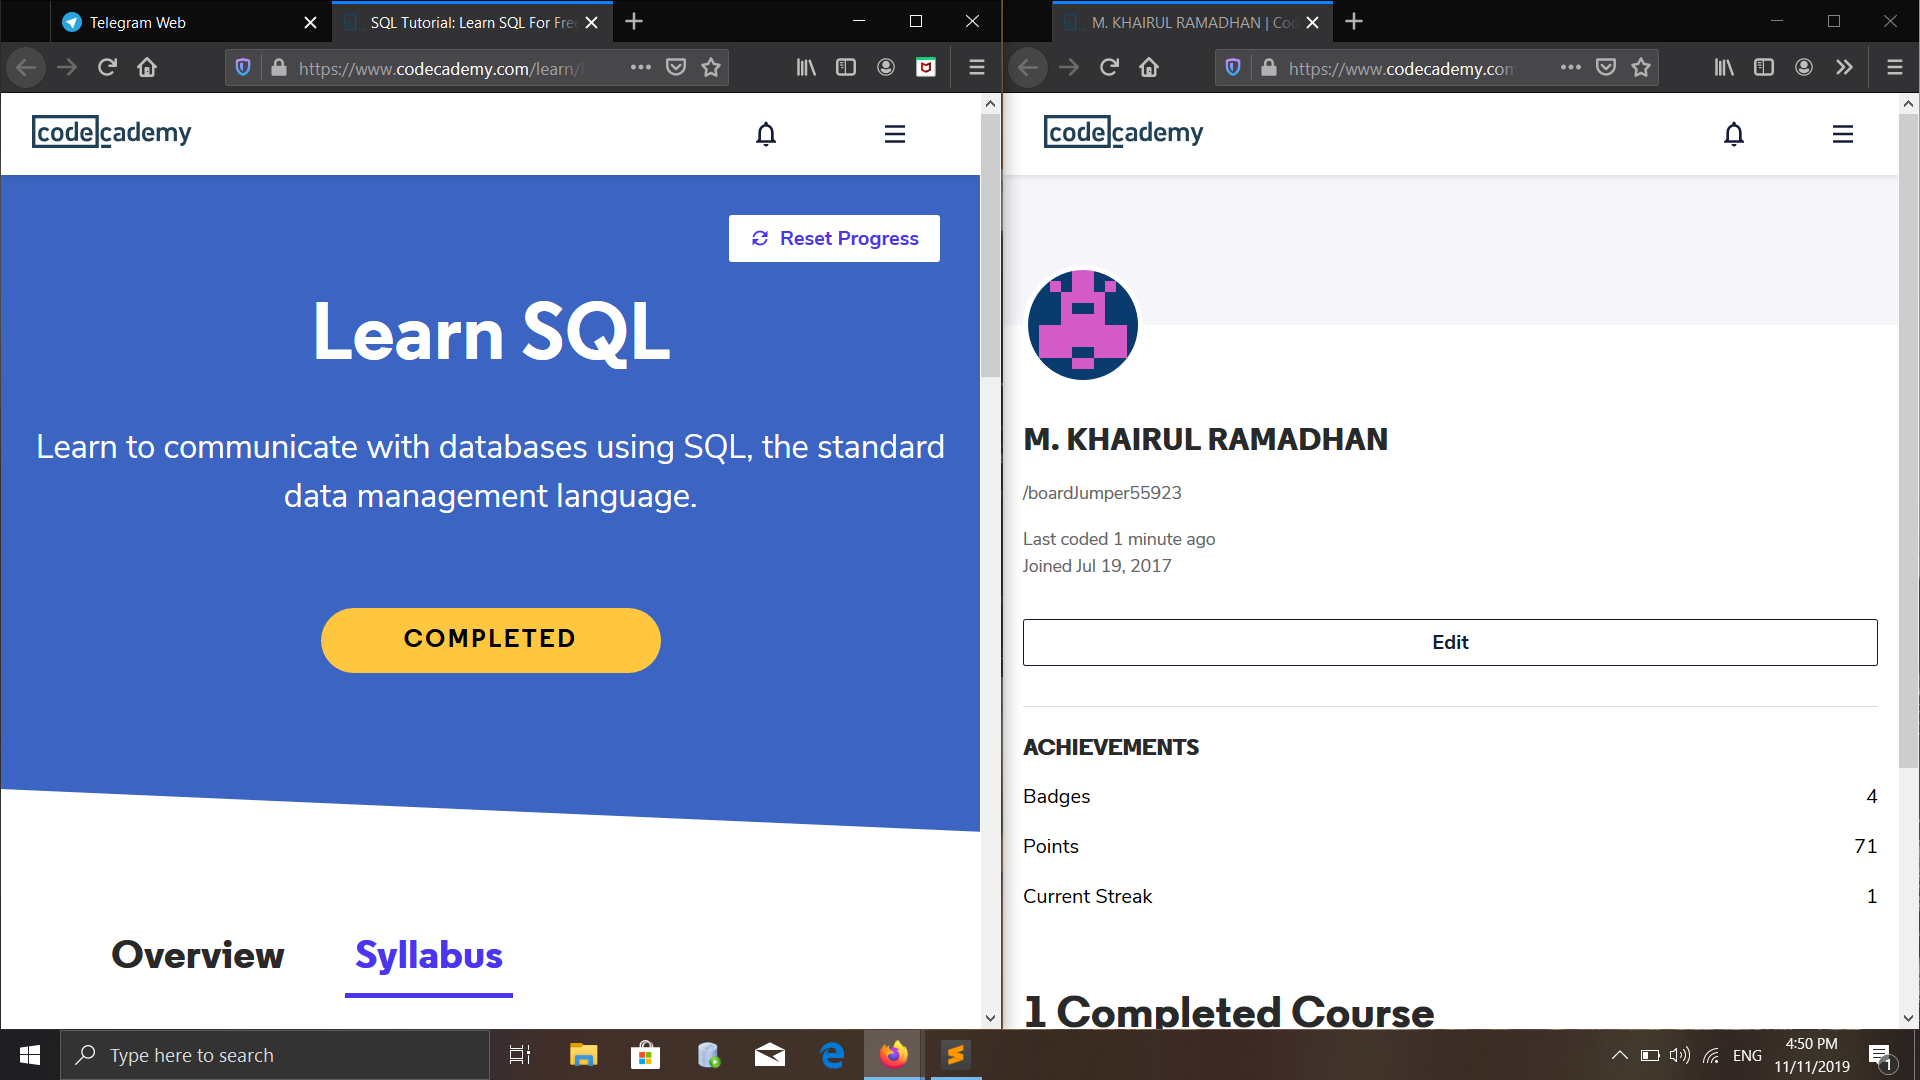 Telegram Web
SQL Tutorial: Learn SQL For Fre
https://www.codecademy.com/learn/
codecademy
Reset Progress
Learn SQL
Learn to communicate with databases using SQL, the standard
data management language.
COMPLETED
Overview
Syllabus
M. KHAIRUL RAMADHAN | Cod
https://www.codecademy.com
codecademy
M. KHAIRUL RAMADHAN
/boardJumper55923
Last coded 1 minute ago
Joined Jul 19, 2017
Edit
ACHIEVEMENTS
Badges 4
Points 71
Current Streak 1
1 Completed Course
Type here to search
ENG
4:50 PM
11/11/2019
1